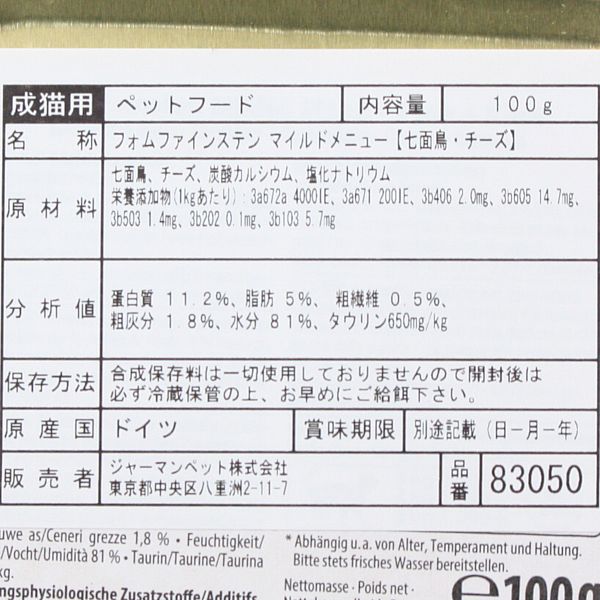 成猫用 ペットフード 内容量 100g
名称 フォムファインステン マイルドメニュー【七面鳥・チーズ】
原材料 七面鳥、チーズ、炭酸カルシウム、塩化ナトリウム
栄養添加物(1kgあたり)：3a672a 400IE、3a671 200IE、3b406 2.0mg、3b605 14.7mg、
3b503 1.4mg、3b202 0.1mg、3b103 5.7mg
分析値 蛋白質 11.2%、脂肪 5%、 粗繊維 0.5%、
粗灰分 1.8%、水分 81%、タウリン650mg/kg
保存方法 合成保存料は一切使用しておりませんので開封後は
必ず冷蔵保管の上、お早めにご給餌下さい。
原産国 ドイツ 賞味期限 別途記載（日－月－年）
販売者 ジャーマンペット株式会社
東京都中央区八重洲2-11-7
品番 83050
uwe as/Ceneri grezze 1,8 % • Feuchtigkeit/
/Vocht/Umidità 81 % • Taurin/Taurine/Taurina
kg.
ngsphysiologische Zusatzstoffe/Additifs
* Abhängig u.a. von Alter, Temperament und Haltung.
Bitte stets frisches Wasser bereitstellen.
Nettomasse · Poids net ·
℮100g